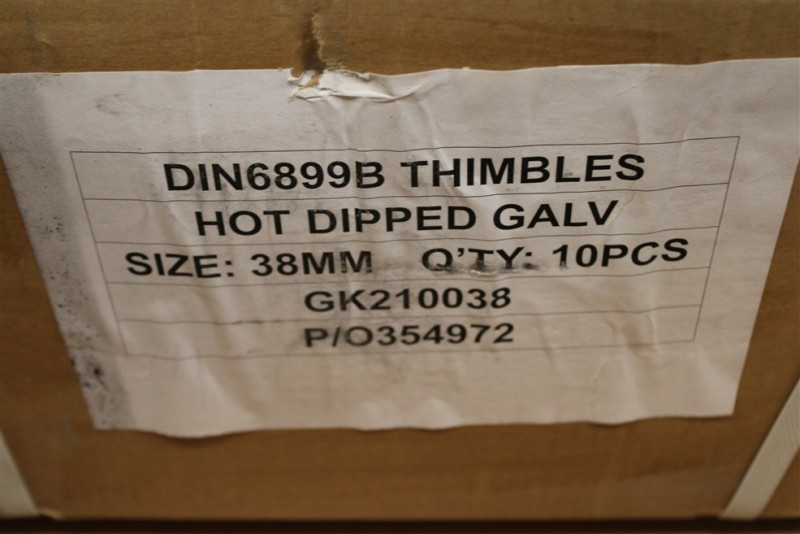 DIN6899B THIMBLES
HOT DIPPED GALV
SIZE: 38MM Q'TY: 10PCS
GK210038
P/O354972